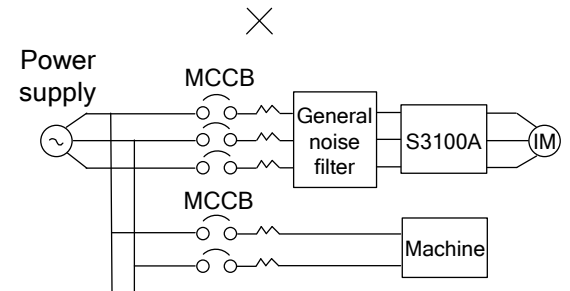 Power
supply
MCCB
General
noise
filter
S3100A
IM
MCCB
Machine